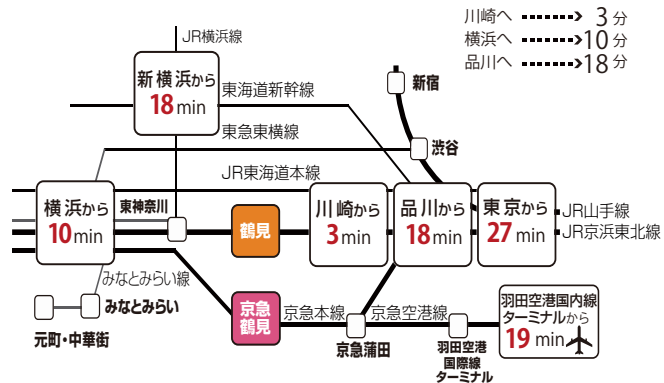 川崎へ 3分
横浜へ 10分
品川へ 18分
JR横浜線
新横浜から
18min
東海道新幹線
新宿
東急東横線
渋谷
JR東海道本線
横浜から
10min
東神奈川
鶴見
川崎から
3min
品川から
18min
東京から
27min
JR山手線
JR京浜東北線
みなとみらい線
みなとみらい
元町・中華街
京急
鶴見
京急本線
京急空港線
京急蒲田
羽田空港
国際線
ターミナル
羽田空港国内線
ターミナルから
19min